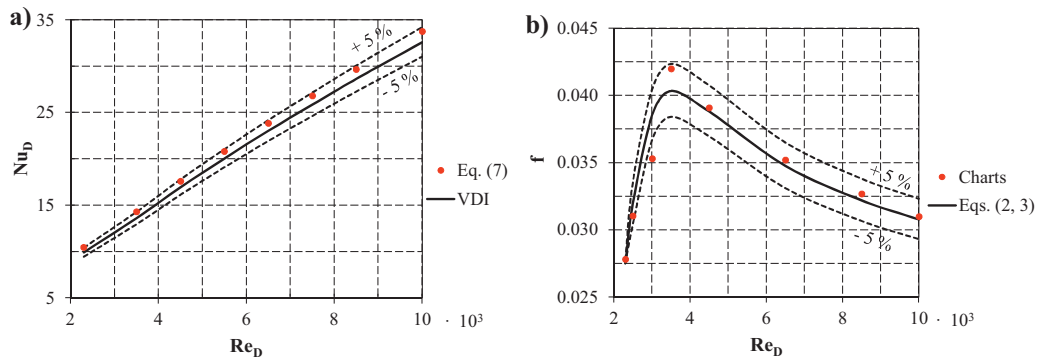 a)
35
25
15
5
Nu_D
2
4
6
8
10
· 10³
Re_D
+ 5 %
- 5 %
Eq. (7)
VDI
b)
0.045
0.040
0.035
0.030
0.025
f
2
4
6
8
10
· 10³
Re_D
+ 5 %
- 5 %
Charts
Eqs. (2, 3)